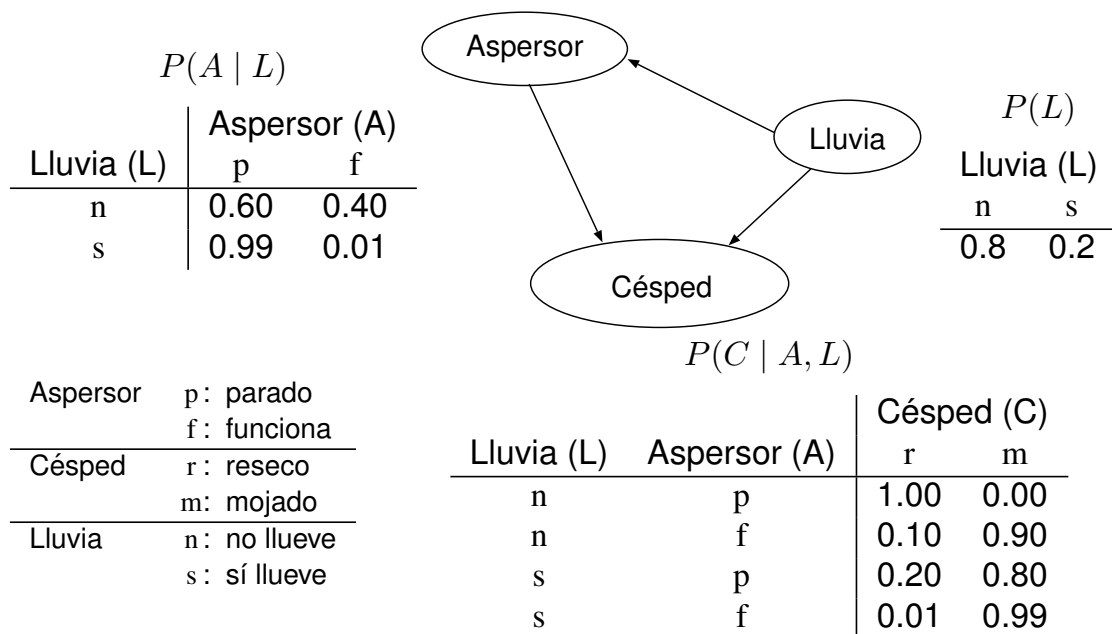 P(A | L)
Aspersor (A)
Lluvia (L) p f
n 0.60 0.40
s 0.99 0.01
Aspersor
Lluvia
Césped
P(L)
Lluvia (L)
n s
0.8 0.2
Aspersor p : parado
f : funciona
Césped r : reseco
m: mojado
Lluvia n : no llueve
s : sí llueve
P(C | A, L)
Césped (C)
Lluvia (L) Aspersor (A) r m
n p 1.00 0.00
n f 0.10 0.90
s p 0.20 0.80
s f 0.01 0.99